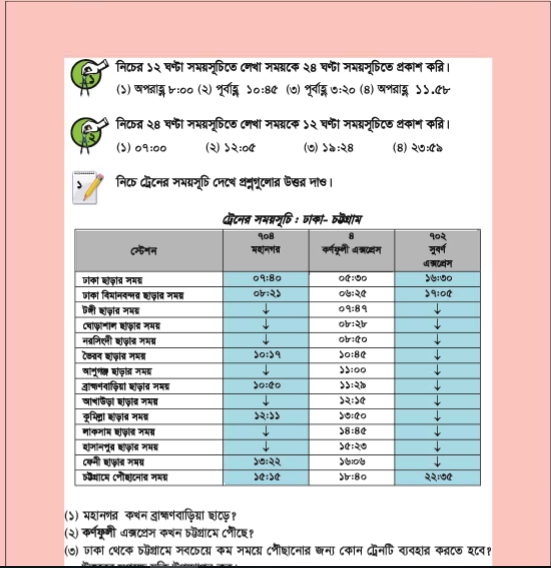 নিচের ১২ ঘণ্টা সময়সূচিতে লেখা সময়কে ২৪ ঘণ্টা সময়সূচিতে প্রকাশ করি।
(১) অপরাহ্ণ ৮:০০ (২) পূর্বাহ্ণ ১০:৪৫ (৩) পূর্বাহ্ণ ৩:২০ (৪) অপরাহ্ণ ১১.৫৮
নিচের ২৪ ঘণ্টা সময়সূচিতে লেখা সময়কে ১২ ঘণ্টা সময়সূচিতে প্রকাশ করি।
(১) ০৭:০০ (২) ১২:০৫ (৩) ১৯:২৪ (৪) ২৩:৫৯
১ নিচে ট্রেনের সময়সূচি দেখে প্রশ্নগুলোর উত্তর দাও।
ট্রেনের সময়সূচি : ঢাকা- চট্টগ্রাম
স্টেশন ৭০৪ মহানগর ৪ কর্ণফুলী এক্সপ্রেস ৭০২ সুবর্ণ এক্সপ্রেস
ঢাকা ছাড়ার সময় ০৭:৪০ ০৫:৩০ ১৬:৩০
ঢাকা বিমানবন্দর ছাড়ার সময় ০৮:২১ ০৬:২৫ ১৭:০৫
টঙ্গী ছাড়ার সময় ↓ ০৭:৪৭ ↓
ঘোড়াশাল ছাড়ার সময় ↓ ০৮:২৮ ↓
নরসিংদী ছাড়ার সময় ↓ ০৮:৫০ ↓
ভৈরব ছাড়ার সময় ১০:১৭ ১০:৪৫ ↓
আশুগঞ্জ ছাড়ার সময় ↓ ১১:০০ ↓
ব্রাহ্মণবাড়িয়া ছাড়ার সময় ১০:৫০ ১১:২৯ ↓
আখাউড়া ছাড়ার সময় ↓ ১২:১৫ ↓
কুমিল্লা ছাড়ার সময় ১২:১১ ১৩:৫০ ↓
লাকসাম ছাড়ার সময় ↓ ১৪:৪৫ ↓
হাসানপুর ছাড়ার সময় ↓ ১৫:২৩ ↓
ফেনী ছাড়ার সময় ১৩:২২ ১৬:০৬ ↓
চট্টগ্রামে পৌঁছানোর সময় ১৫:১৫ ১৮:৪০ ২২:৩৫
(১) মহানগর কখন ব্রাহ্মণবাড়িয়া ছাড়ে?
(২) কর্ণফুলী এক্সপ্রেস কখন চট্টগ্রামে পৌঁছে?
(৩) ঢাকা থেকে চট্টগ্রামে সবচেয়ে কম সময়ে পৌঁছানোর জন্য কোন ট্রেনটি ব্যবহার করতে হবে?